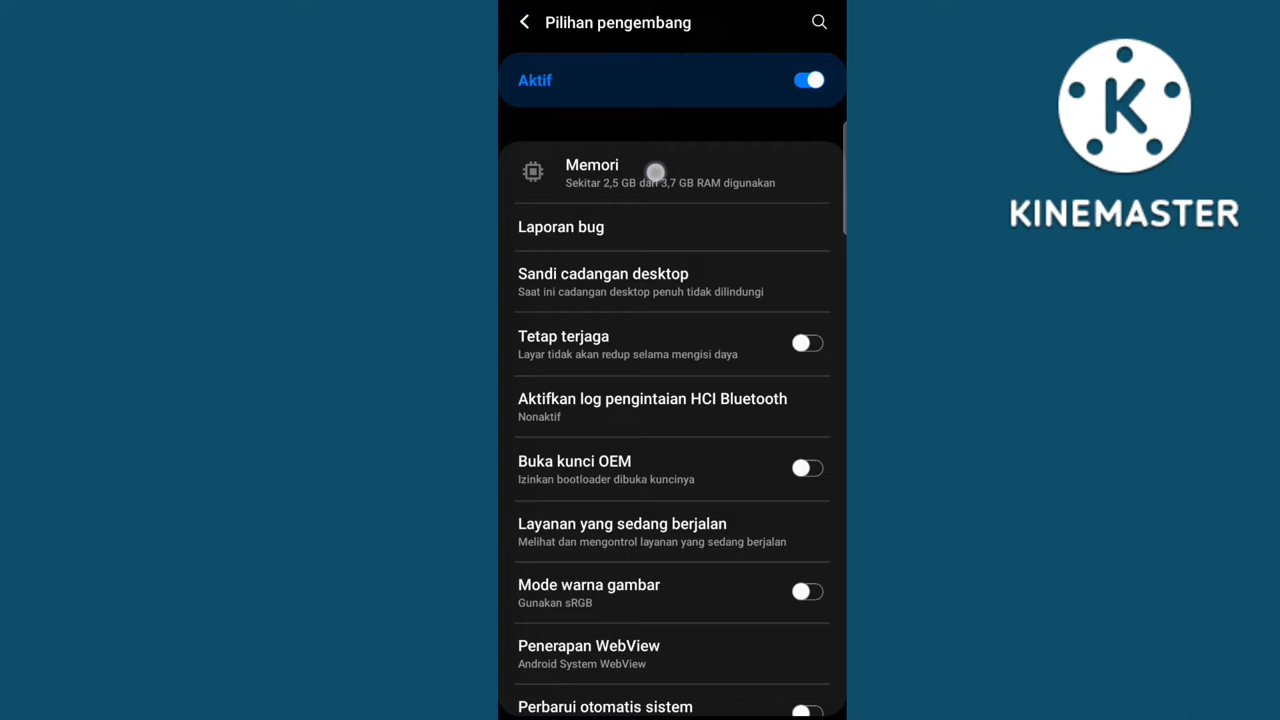 Pilihan pengembang
Aktif
Memori
Sekitar 2,5 GB dari 3,7 GB RAM digunakan
Laporan bug
Sandi cadangan desktop
Saat ini cadangan desktop penuh tidak dilindungi
Tetap terjaga
Layar tidak akan redup selama mengisi daya
Aktifkan log pengintaian HCI Bluetooth
Nonaktif
Buka kunci OEM
Izinkan bootloader dibuka kuncinya
Layanan yang sedang berjalan
Melihat dan mengontrol layanan yang sedang berjalan
Mode warna gambar
Gunakan sRGB
Penerapan WebView
Android System WebView
Perbarui otomatis sistem
K
KINEMASTER